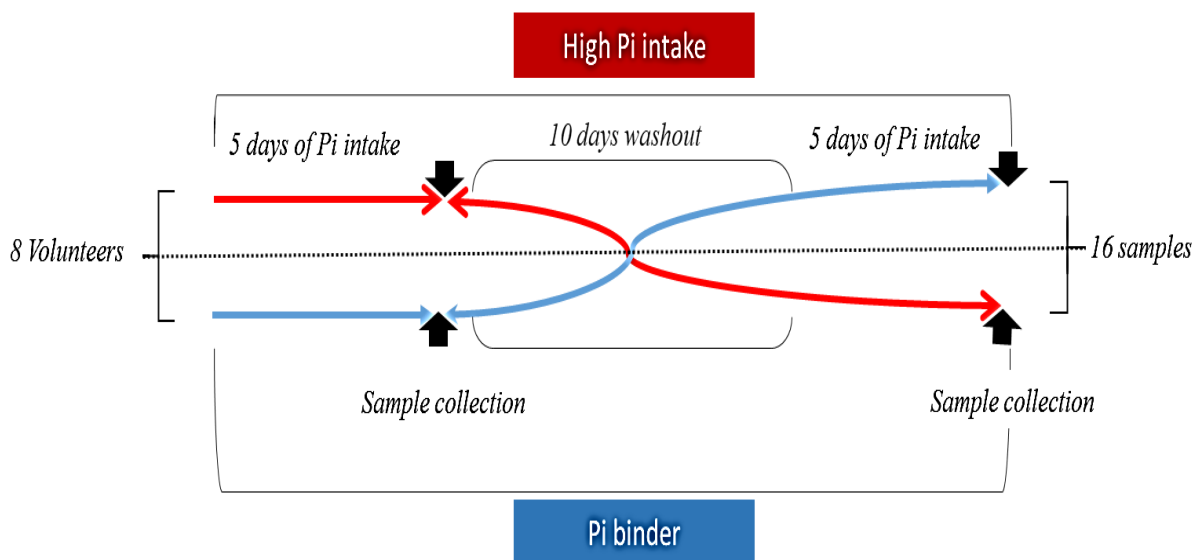 High Pi intake
5 days of Pi intake
10 days washout
5 days of Pi intake
8 Volunteers
16 samples
Sample collection
Sample collection
Pi binder